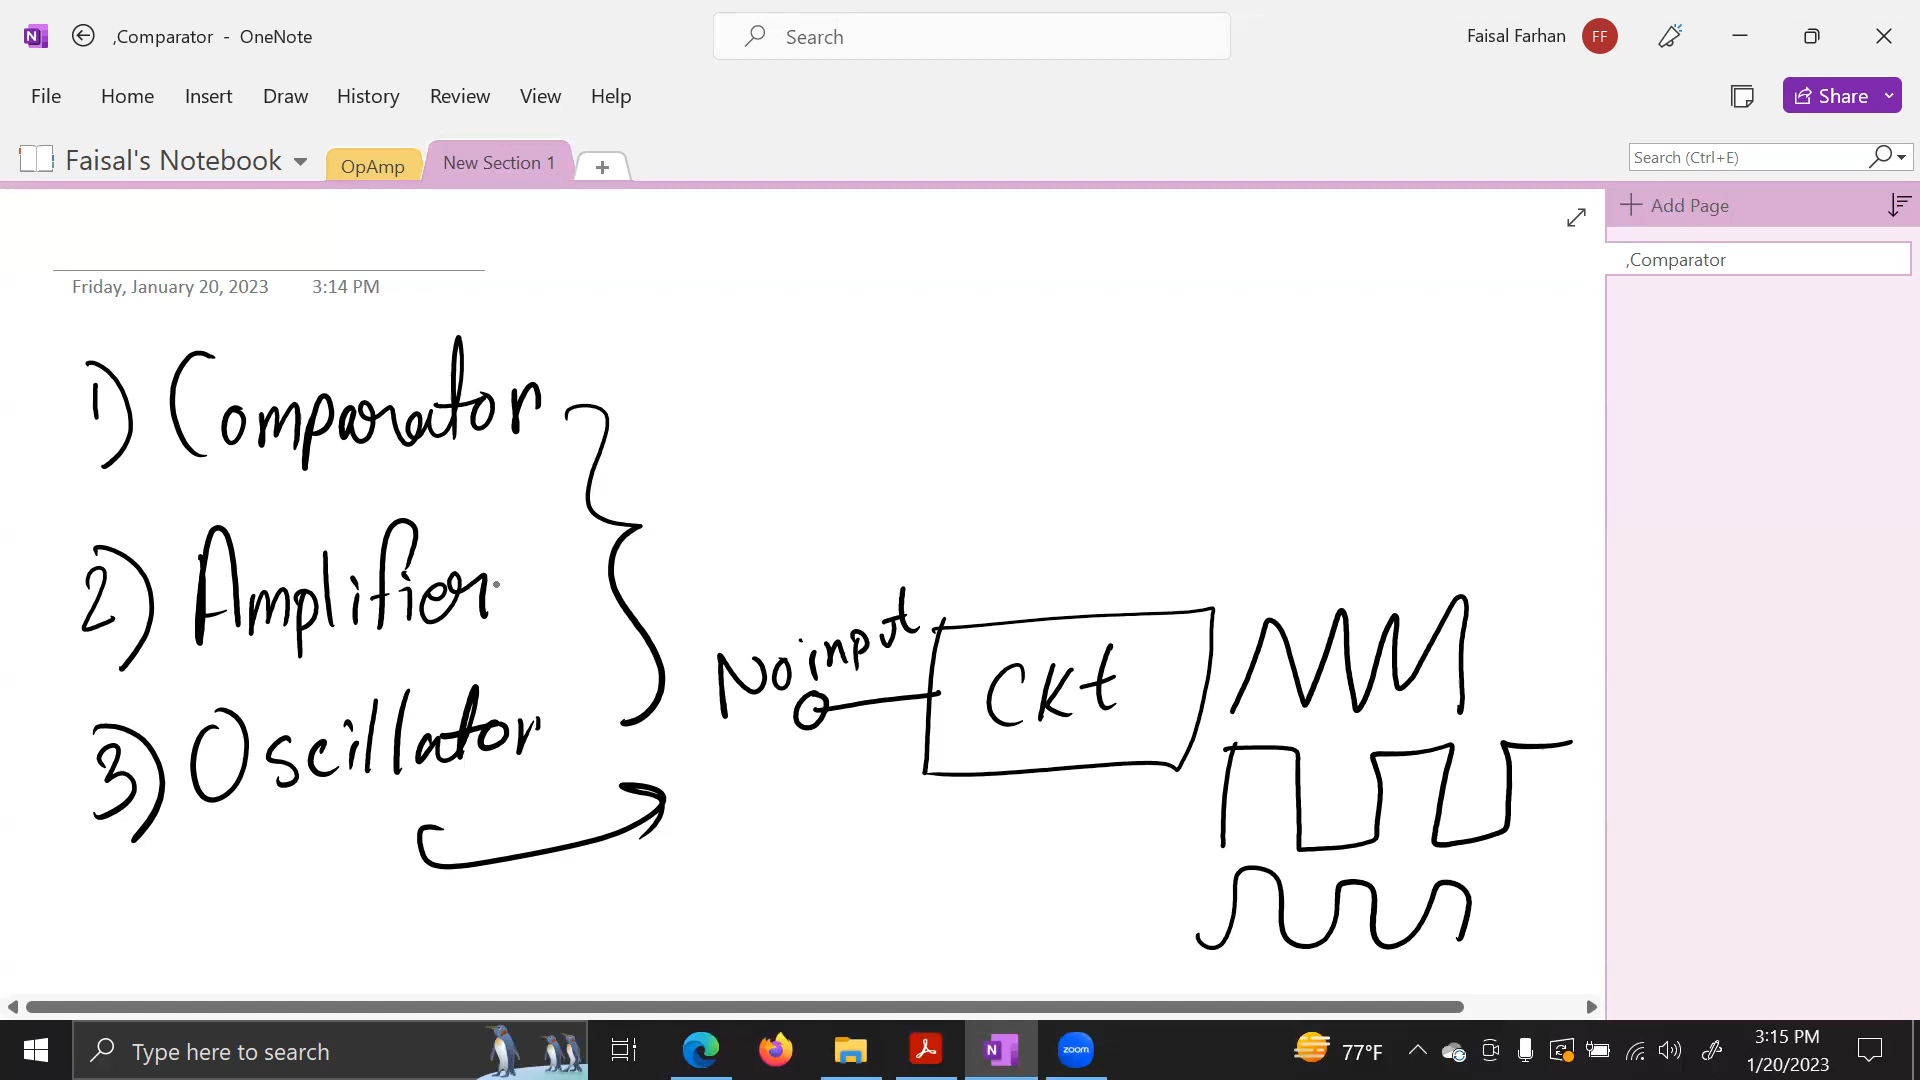 ,Comparator - OneNote
Search
Faisal Farhan
FF
File Home Insert Draw History Review View Help
Share
Faisal's Notebook
OpAmp
New Section 1
Search (Ctrl+E)
Add Page
,Comparator
Friday, January 20, 2023 3:14 PM
1) Comparator
2) Amplifier
3) Oscillator
No input
Ckt
Type here to search
zoom
77°F
3:15 PM
1/20/2023